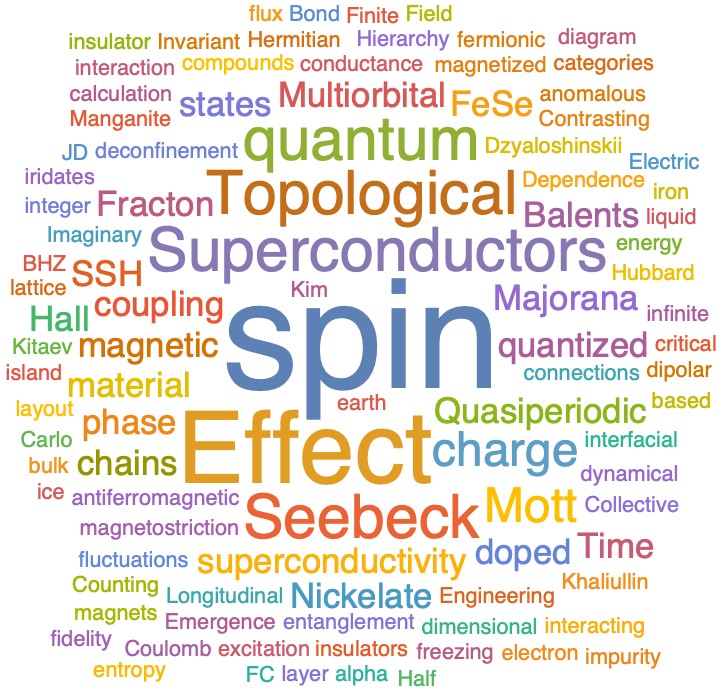 flux Bond Finite Field
insulator Invariant Hermitian Hierarchy fermionic diagram
interaction compounds conductance magnetized categories
calculation states Multiorbital FeSe anomalous
Manganite Contrasting
JD deconfinement quantum Dzyaloshinskii Electric
iridates Fracton Topological Dependence iron
integer Balents liquid
Imaginary Superconductors energy
BHZ SSH Hubbard
lattice coupling Kim Majorana infinite
Hall spin
Kitaev magnetic quantized critical
island material connections dipolar
layout phase earth Quasiperiodic based
Carlo Effect charge interfacial
bulk chains dynamical
ice antiferromagnetic Seebeck Mott Collective
magnetostriction
fluctuations superconductivity doped Time
Counting Longitudinal Nickelate Engineering Khaliullin
magnets Emergence entanglement dimensional interacting
fidelity Coulomb excitation insulators freezing electron impurity
entropy FC layer alpha Half